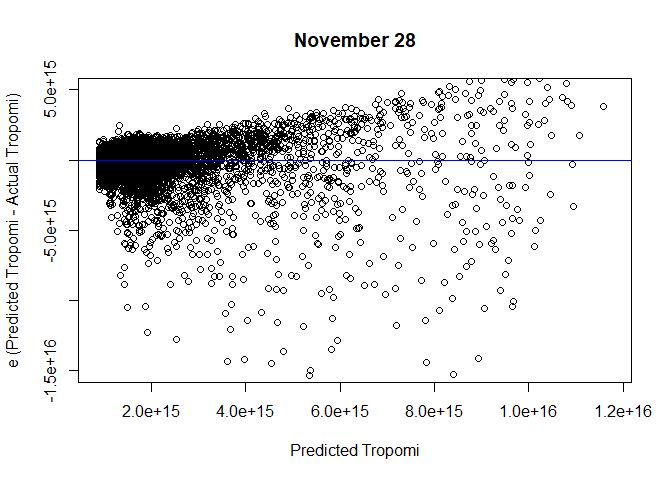 November 28
e (Predicted Tropomi - Actual Tropomi)
5.0e+15
-5.0e+15
-1.5e+16
2.0e+15 4.0e+15 6.0e+15 8.0e+15 1.0e+16 1.2e+16
Predicted Tropomi